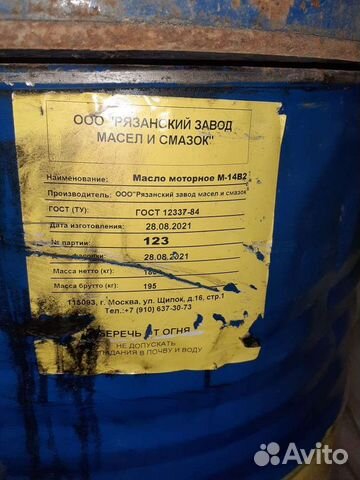 ООО "РЯЗАНСКИЙ ЗАВОД
МАСЕЛ И СМАЗОК"
Наименование: Масло моторное М-14В2
Производитель: ООО"Рязанский завод масел и смазок"
ГОСТ (ТУ): ГОСТ 12337-84
Дата изготовления: 28.08.2021
№ партии: 123
28.08.2021
Масса нетто (кг):
Масса брутто (кг): 195
115093, г. Москва, ул. Щипок, д.16, стр.1
Тел.:+7 (910) 637-30-73
БЕРЕЧЬ ОТ ОГНЯ
НЕ ДОПУСКАТЬ
ПОПАДАНИЯ В ПОЧВУ И ВОДУ
Avito